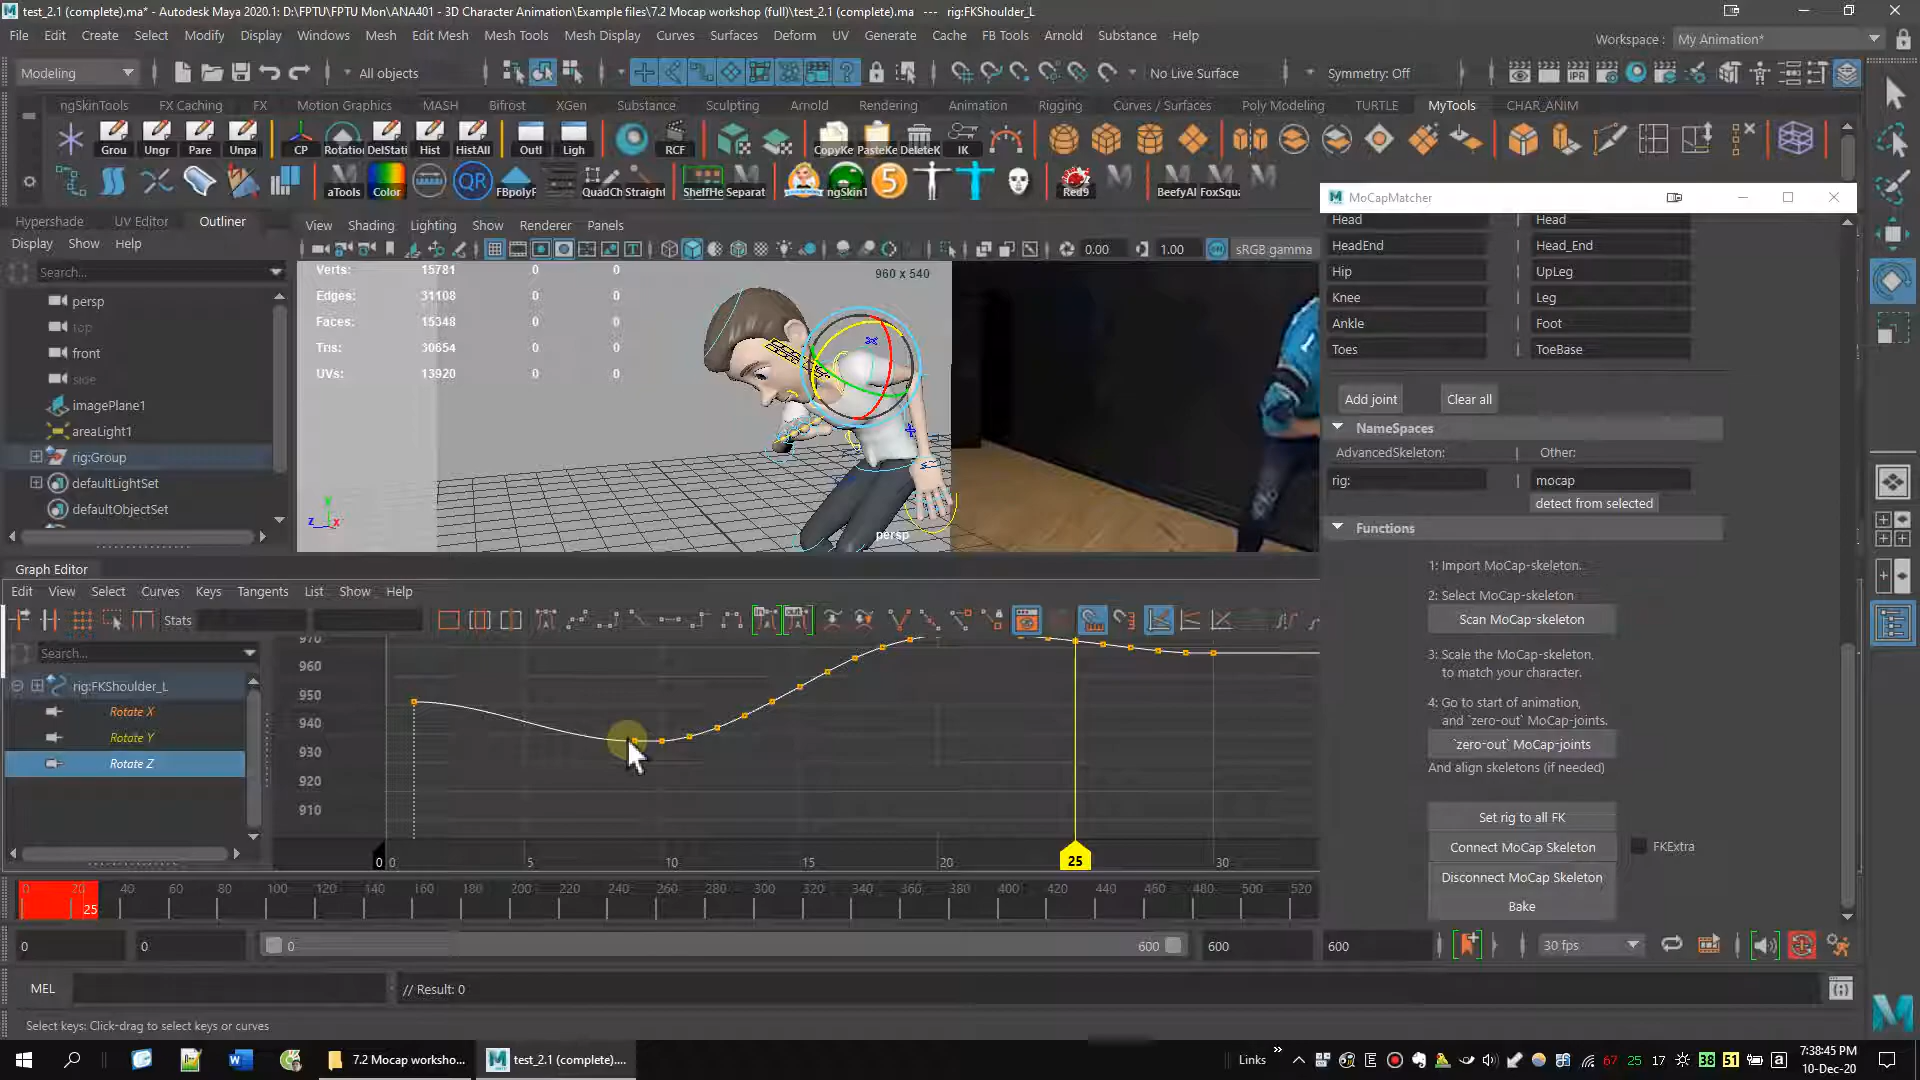 test_2.1 (complete).ma* - Autodesk Maya 2020.1: D:\FPTU\FPTU Mon\ANA401 - 3D Character Animation\Example files\7.2 Mocap workshop (full)\test_2.1 (complete).ma --- rig:FKShoulder_L
File Edit Create Select Modify Display Windows Mesh Edit Mesh Mesh Tools Mesh Display Curves Surfaces Deform UV Generate Cache FB Tools Arnold Substance Help
Workspace : My Animation*
Modeling All objects No Live Surface Symmetry: Off
ngSkinTools FX Caching FX Motion Graphics MASH Bifrost XGen Substance Sculpting Arnold Rendering Animation Rigging Curves / Surfaces Poly Modeling TURTLE MyTools CHAR_ANIM
Grou Ungr Pare Unpa CP Rotatio DelStati Hist HistAll Outl Ligh RCF CopyKe PasteKe DeleteK IK
aTools Color QR FBpolyF QuadCh Straight ShelfHe Separat ngSkin1 5 Red9 BeefyAl FoxSqu
Hypershade UV Editor Outliner
Display Show Help
Search...
persp
top
front
side
imagePlane1
areaLight1
rig:Group
defaultLightSet
defaultObjectSet
View Shading Lighting Show Renderer Panels
0.00 1.00 sRGB gamma
Verts: 15781 0 0
Edges: 31108 0 0
Faces: 15348 0 0
Tris: 30654 0 0
UVs: 13920 0 0
960 x 540
persp
MoCapMatcher
Head | Head
HeadEnd Head_End
Hip | UpLeg
Knee | Leg
Ankle | Foot
Toes | ToeBase
Add joint Clear all
NameSpaces
AdvancedSkeleton: | Other:
rig: | mocap
detect from selected
Functions
1: Import MoCap-skeleton.
2: Select MoCap-skeleton
Scan MoCap-skeleton
3: Scale the MoCap-skeleton,
to match your character.
4: Go to start of animation,
and `zero-out` MoCap-joints.
`zero-out` MoCap-joints
And align skeletons (if needed)
Set rig to all FK
Connect MoCap Skeleton FKExtra
Disconnect MoCap Skeleton
Bake
Graph Editor
Edit View Select Curves Keys Tangents List Show Help
Stats
Search...
rig:FKShoulder_L
Rotate X
Rotate Y
Rotate Z
970
960
950
940
930
920
910
0 0 5 10 15 20 25 30
0 20 40 60 80 100 120 140 160 180 200 220 240 260 280 300 320 340 360 380 400 420 440 460 480 500 520
25
0 0 0 600 600 600 30 fps
MEL // Result: 0
Select keys: Click-drag to select keys or curves
7.2 Mocap worksho... test_2.1 (complete)....
Links 67 25 17 38 51
7:38:45 PM
10-Dec-20